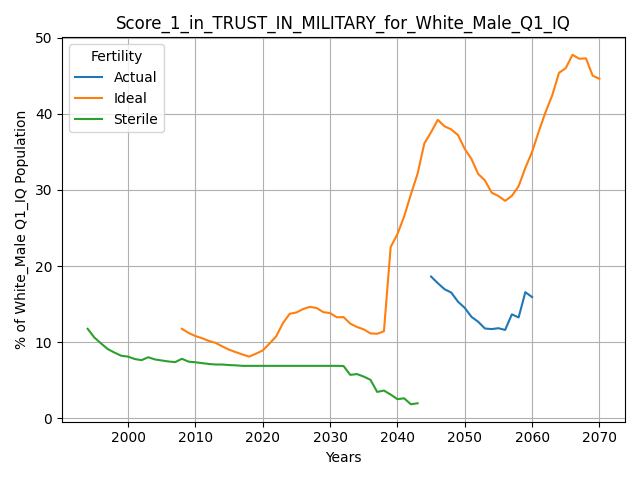 Score_1_in_TRUST_IN_MILITARY_for_White_Male_Q1_IQ
Fertility
Actual
Ideal
Sterile
% of White_Male Q1_IQ Population
50
40
30
20
10
0
2000
2010
2020
2030
2040
2050
2060
2070
Years